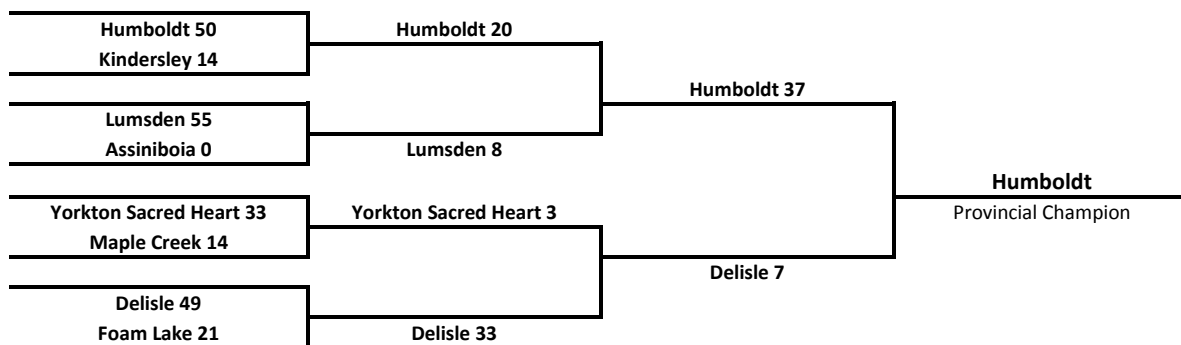 Humboldt 50
Kindersley 14
Humboldt 20
Humboldt 37
Lumsden 55
Assiniboia 0
Lumsden 8
Humboldt
Provincial Champion
Yorkton Sacred Heart 33
Maple Creek 14
Yorkton Sacred Heart 3
Delisle 7
Delisle 49
Foam Lake 21
Delisle 33